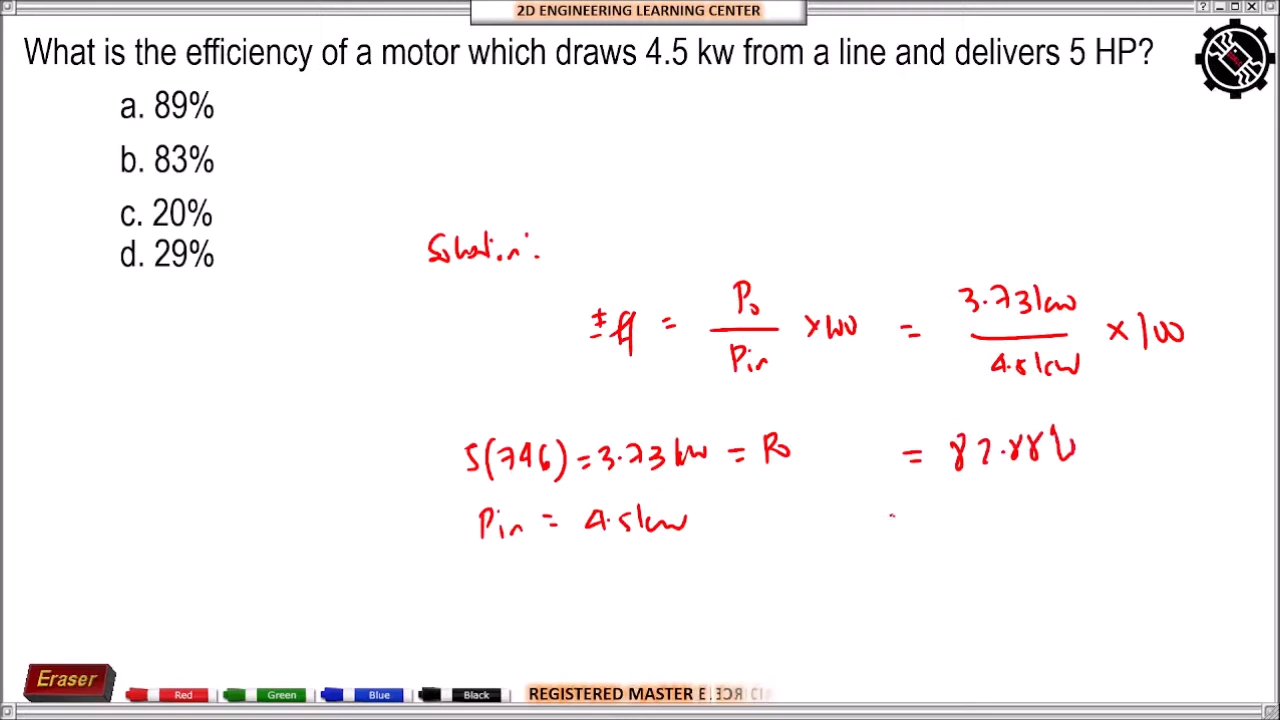 2D ENGINEERING LEARNING CENTER
What is the efficiency of a motor which draws 4.5 kw from a line and delivers 5 HP?
a. 89%
b. 83%
c. 20%
d. 29%
Solution:
Eff = Po / Pin ×100 = 3.73kw / 4.5kw × 100
5(746) = 3.73kw = Po
= 82.88%
Pin = 4.5kw
Eraser
Red
Green
Blue
Black
REGISTERED MASTER E